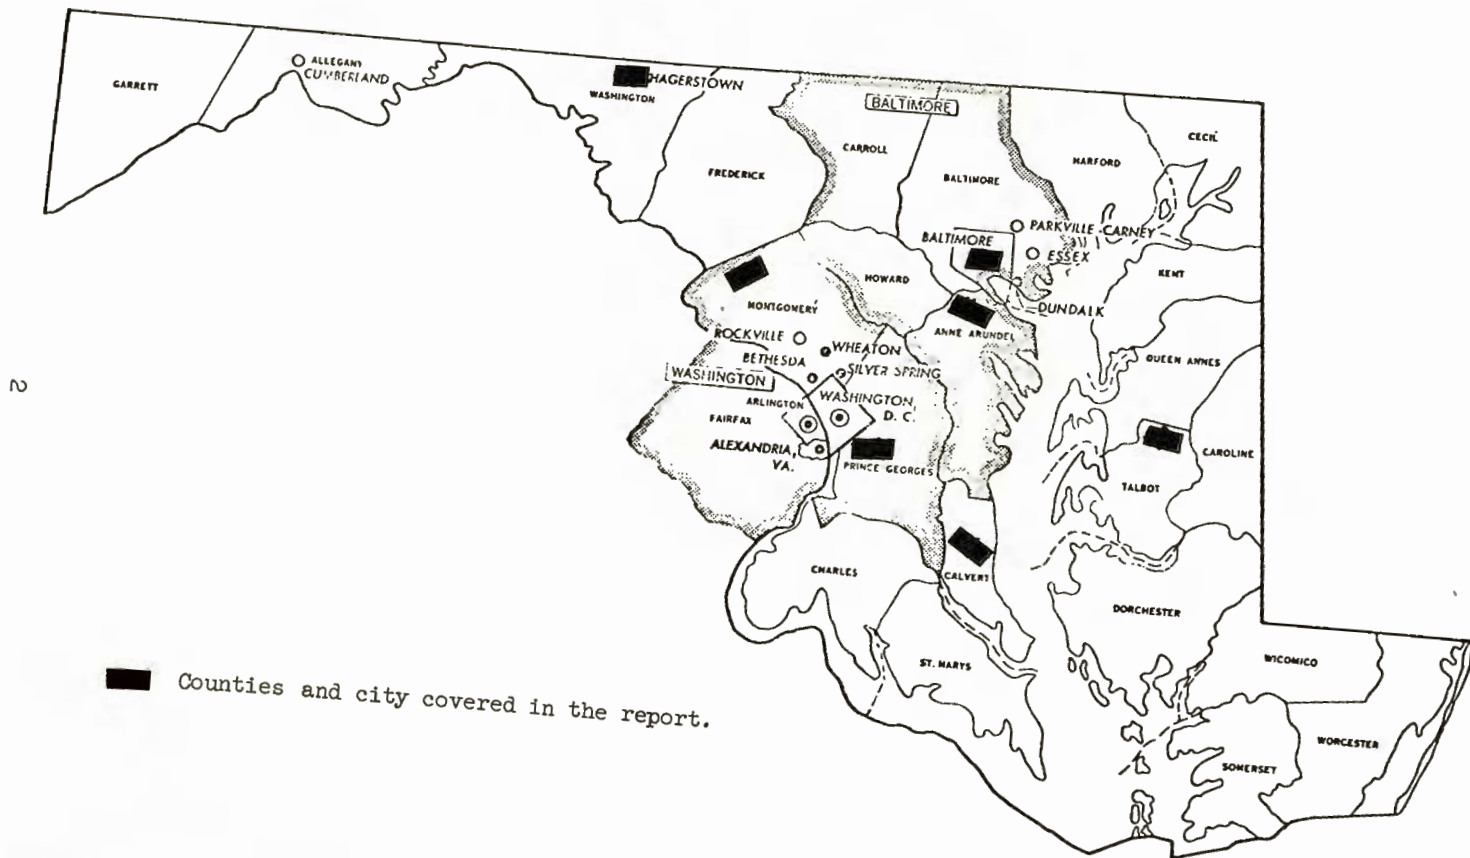 GARRETT
ALLEGANY
CUMBERLAND
HAGERSTOWN
WASHINGTON
FREDERICK
CARROLL
BALTIMORE
BALTIMORE
HARFORD
CECIL
PARKVILLE-CARNEY
BALTIMORE
ESSEX
KENT
HOWARD
MONTGOMERY
DUNDALK
ANNE ARUNDEL
ROCKVILLE
WHEATON
BETHESDA
SILVER SPRING
QUEEN ANNES
WASHINGTON
ARLINGTON
WASHINGTON,
D. C.
FAIRFAX
ALEXANDRIA,
VA.
PRINCE GEORGES
CAROLINE
TALBOT
CHARLES
CALVERT
DORCHESTER
ST. MARYS
WICOMICO
WORCESTER
SOMERSET
Counties and city covered in the report.
2